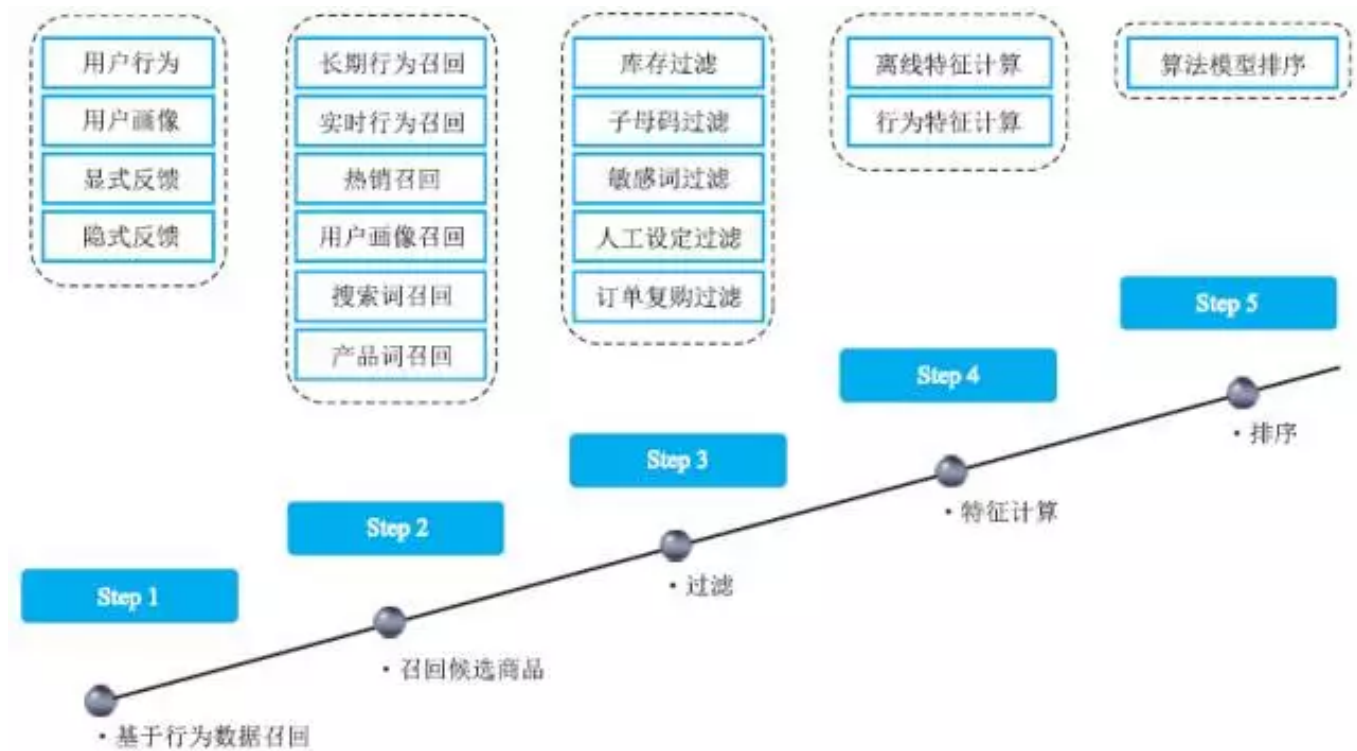 用户行为
用户画像
显式反馈
隐式反馈
长期行为召回
实时行为召回
热销召回
用户画像召回
搜索词召回
产品词召回
库存过滤
子母码过滤
敏感词过滤
人工设定过滤
订单复购过滤
离线特征计算
行为特征计算
算法模型排序
Step 1
• 基于行为数据召回
Step 2
• 召回候选商品
Step 3
• 过滤
Step 4
• 特征计算
Step 5
• 排序